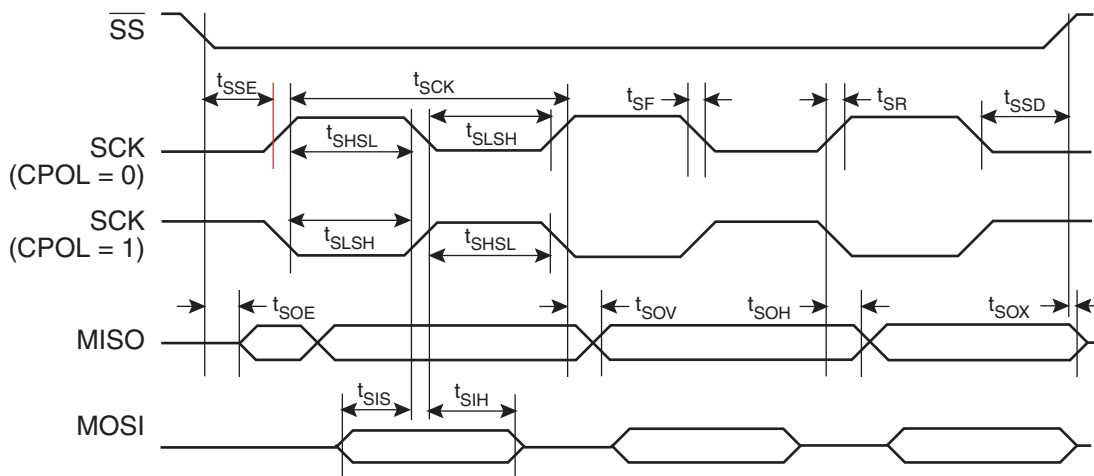 SS
tSSE
tSCK
tSF
tSR
tSSD
SCK
(CPOL = 0)
tSHSL
tSLSH
SCK
(CPOL = 1)
tSLSH
tSHSL
MISO
tSOE
tSOV
tSOH
tSOX
MOSI
tSIS
tSIH